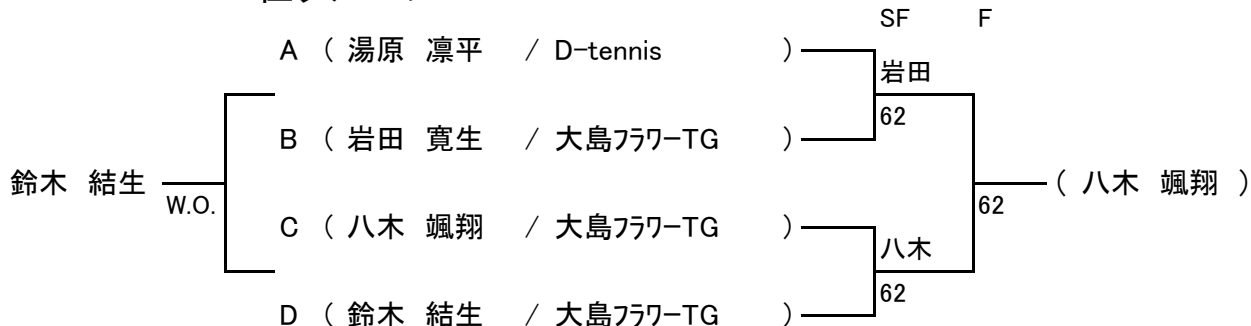 SF F
A ( 湯原 凛平 / D-tennis )
岩田
62
B ( 岩田 寛生 / 大島フラワーTG )
鈴木 結生
W.O.
( 八木 颯翔 )
62
C ( 八木 颯翔 / 大島フラワーTG )
八木
62
D ( 鈴木 結生 / 大島フラワーTG )